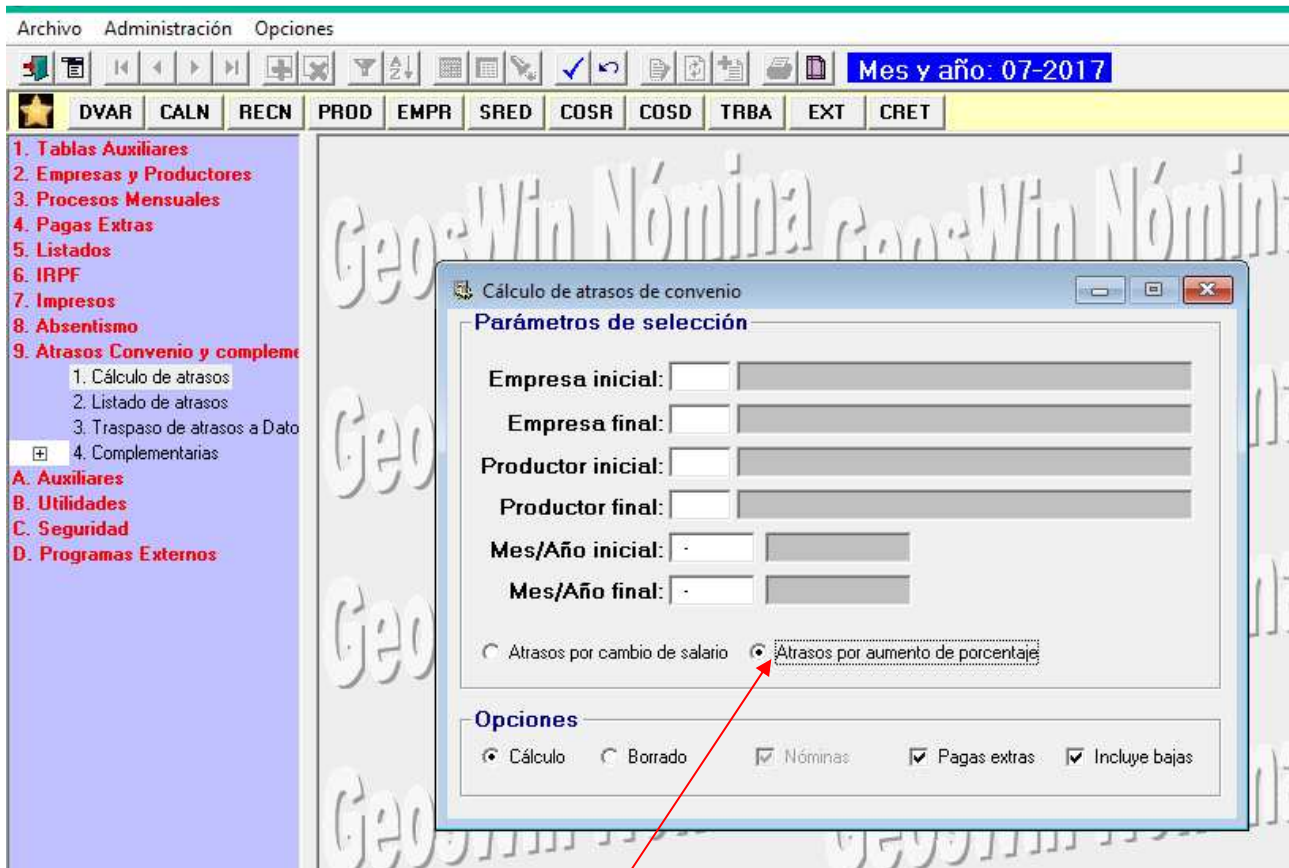 Archivo Administración Opciones
Mes y año: 07-2017
DVAR CALN RECN PROD EMPR SRED COSR COSD TRBA EXT CRET
1. Tablas Auxiliares
2. Empresas y Productores
3. Procesos Mensuales
4. Pagas Extras
5. Listados
6. IRPF
7. Impresos
8. Absentismo
9. Atrasos Convenio y compleme
1. Cálculo de atrasos
2. Listado de atrasos
3. Traspaso de atrasos a Dato
4. Complementarias
A. Auxiliares
B. Utilidades
C. Seguridad
D. Programas Externos
GeosWin Nómina GeosWin Nómin
Cálculo de atrasos de convenio
Parámetros de selección
Empresa inicial:
Empresa final:
Productor inicial:
Productor final:
Mes/Año inicial: -
Mes/Año final: -
Atrasos por cambio de salario Atrasos por aumento de porcentaje
Opciones
Cálculo Borrado Nóminas Pagas extras Incluye bajas